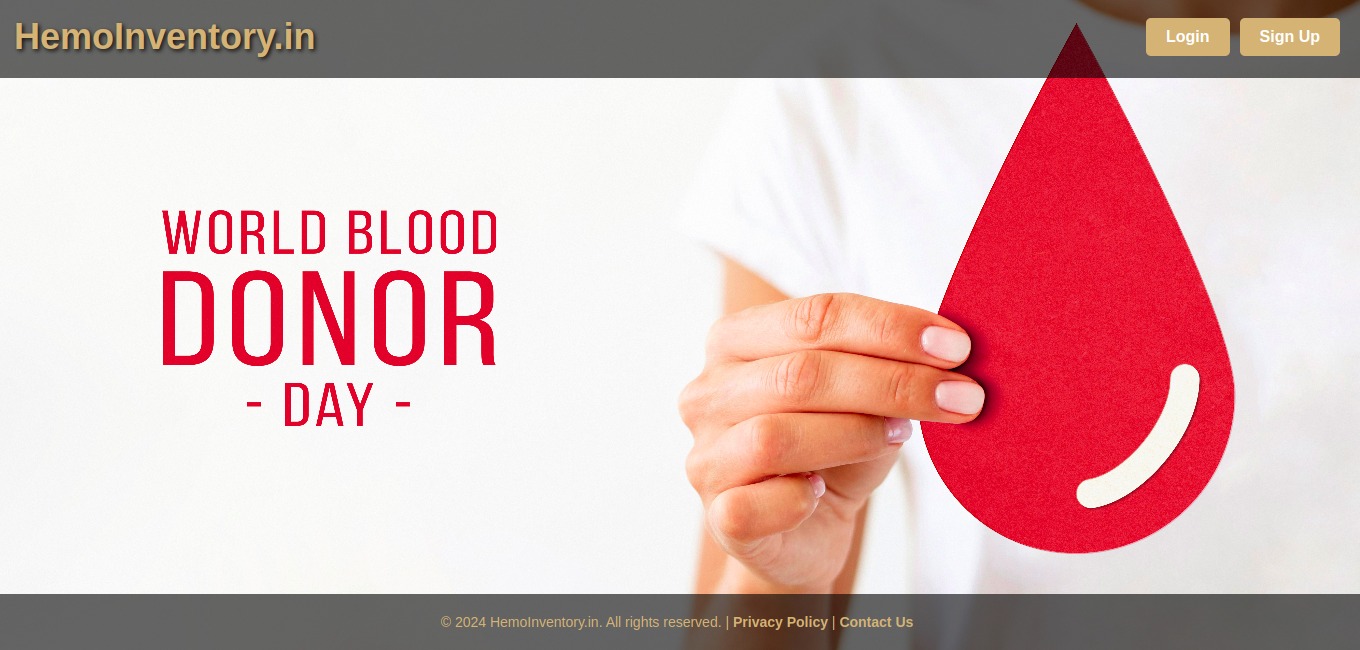 HemoInventory.in
Login
Sign Up
WORLD BLOOD
DONOR
- DAY -
© 2024 HemoInventory.in. All rights reserved. | Privacy Policy | Contact Us